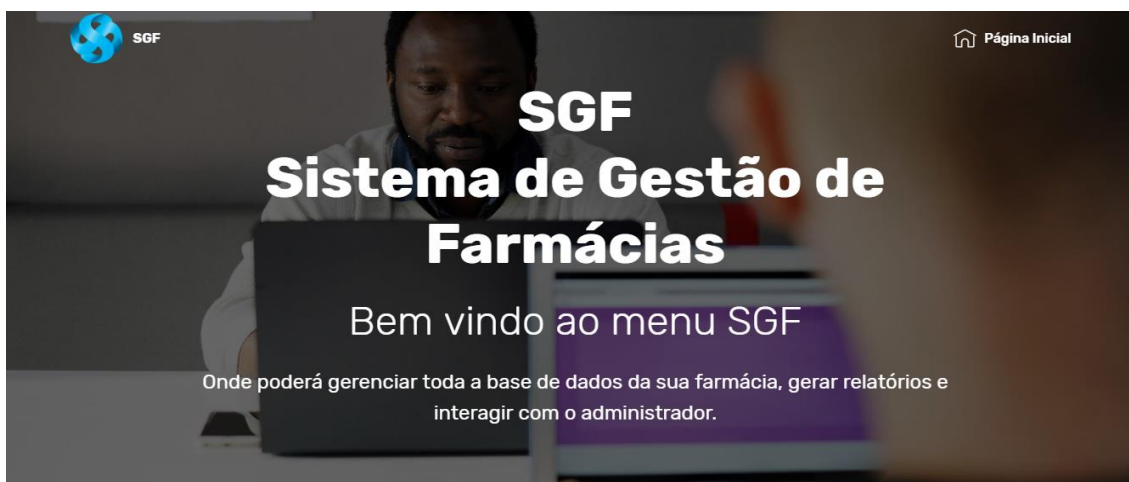 SGF
Página Inicial
SGF
Sistema de Gestão de
Farmácias
Bem vindo ao menu SGF
Onde poderá gerenciar toda a base de dados da sua farmácia, gerar relatórios e
interagir com o administrador.